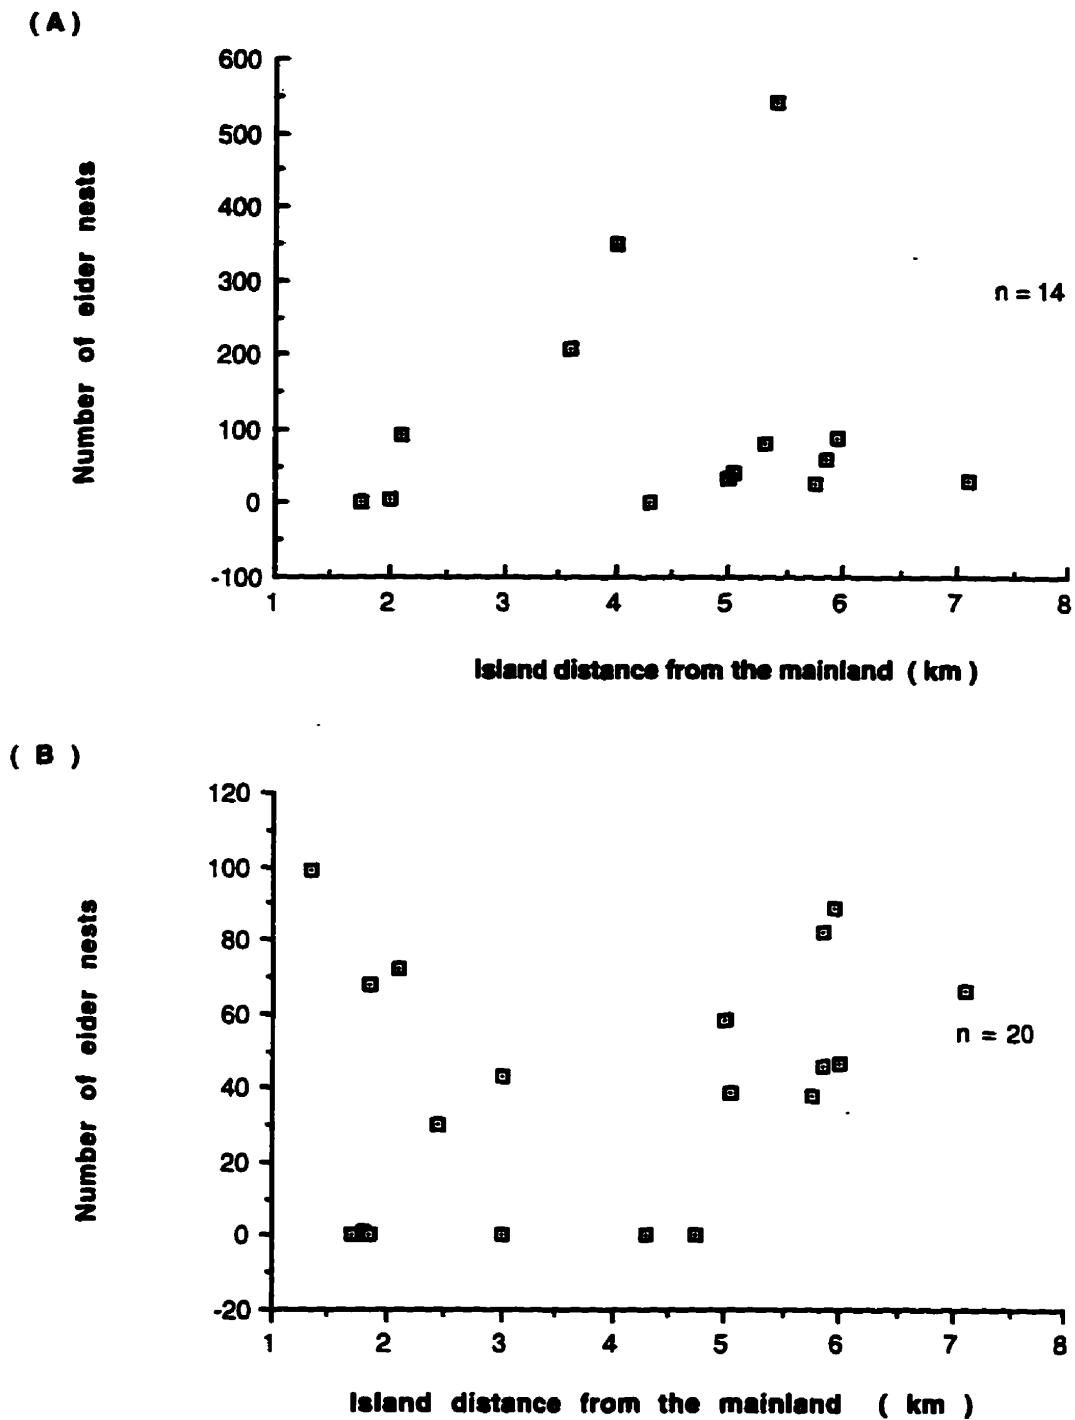 (A)
600
500
400
300
200
100
0
-100
Number of eider nests
n = 14
1 2 3 4 5 6 7 8
Island distance from the mainland (km)
(B)
120
100
80
60
40
20
0
-20
Number of eider nests
n = 20
1 2 3 4 5 6 7 8
Island distance from the mainland (km)